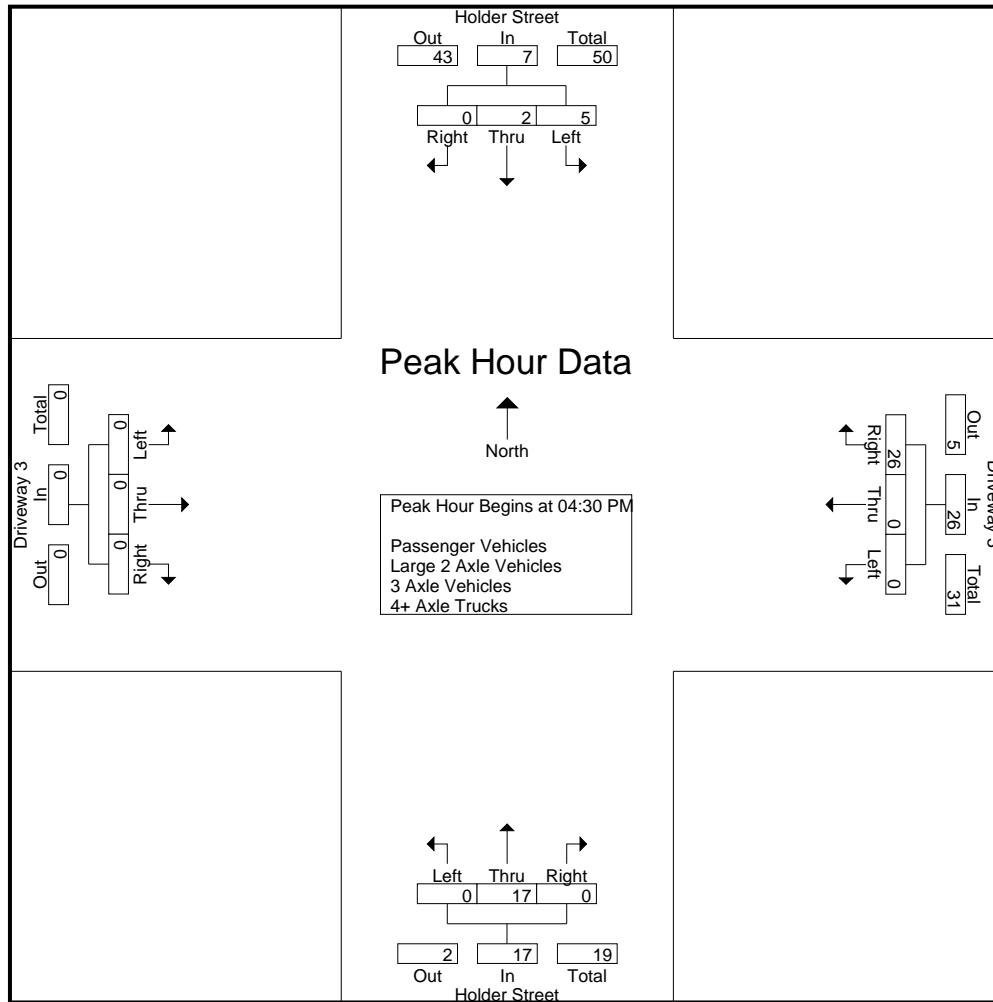 Holder Street
Out In Total
43 7 50
0 2 5
Right Thru Left
Peak Hour Data
North
Peak Hour Begins at 04:30 PM
Passenger Vehicles
Large 2 Axle Vehicles
3 Axle Vehicles
4+ Axle Trucks
Driveway 3
Total In Out
0 0 0
0 0 0
Left Thru Right
Driveway 3
Out In Total
5 26 31
26 0 0
Right Thru Left
Left Thru Right
0 17 0
2 17 19
Out In Total
Holder Street